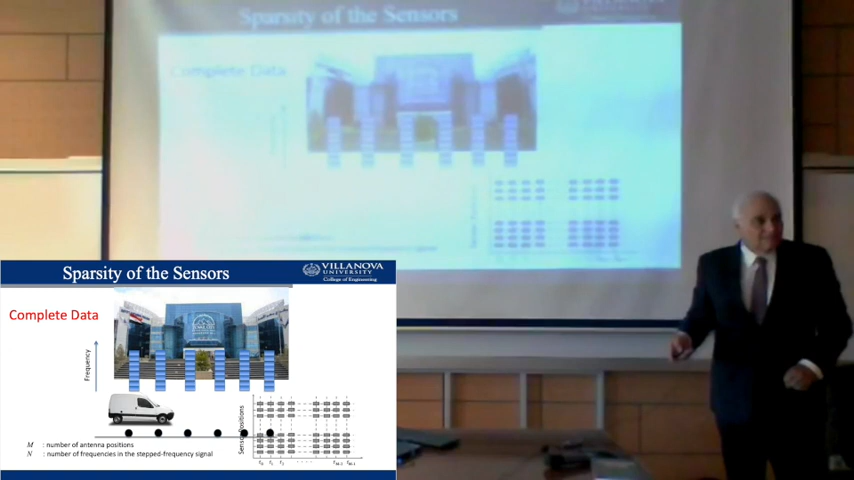 Sparsity of the Sensors
VILLANOVA
Complete Data
Sparsity of the Sensors
VILLANOVA
UNIVERSITY
College of Engineering
Complete Data
Frequency
Sensor Positions
M : number of antenna positions
N : number of frequencies in the stepped-frequency signal